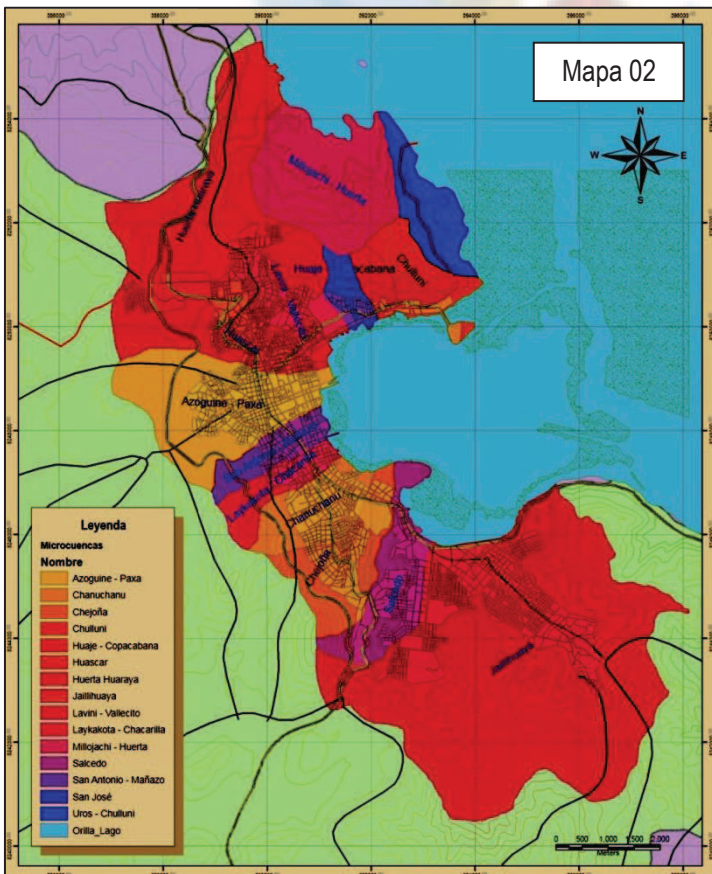 Mapa 02
N
W
E
S
Millojachi - Huerta
Huaje
Chulluni
Azoguine - Paxa
Chanuchanu
Chejoña
Salcedo
Jaillihuaya
Leyenda
Microcuencas
Nombre
Azoguine - Paxa
Chanuchanu
Chejoña
Chulluni
Huaje - Copacabana
Huascar
Huerta Huaraya
Jaillihuaya
Lavini - Vallecito
Laykakota - Chacarilla
Millojachi - Huerta
Salcedo
San Antonio - Mañazo
San José
Uros - Chulluni
Orilla_Lago
0 500 1.000 1.500 2.000
Meters